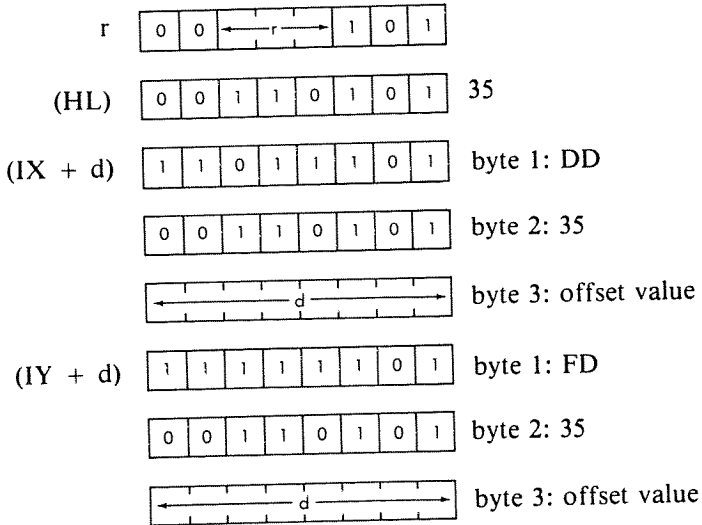 r 0 0 r 1 0 1
(HL) 0 0 1 1 0 1 0 1 35
(IX + d) 1 1 0 1 1 1 0 1 byte 1: DD
0 0 1 1 0 1 0 1 byte 2: 35
d byte 3: offset value
(IY + d) 1 1 1 1 1 1 0 1 byte 1: FD
0 0 1 1 0 1 0 1 byte 2: 35
d byte 3: offset value